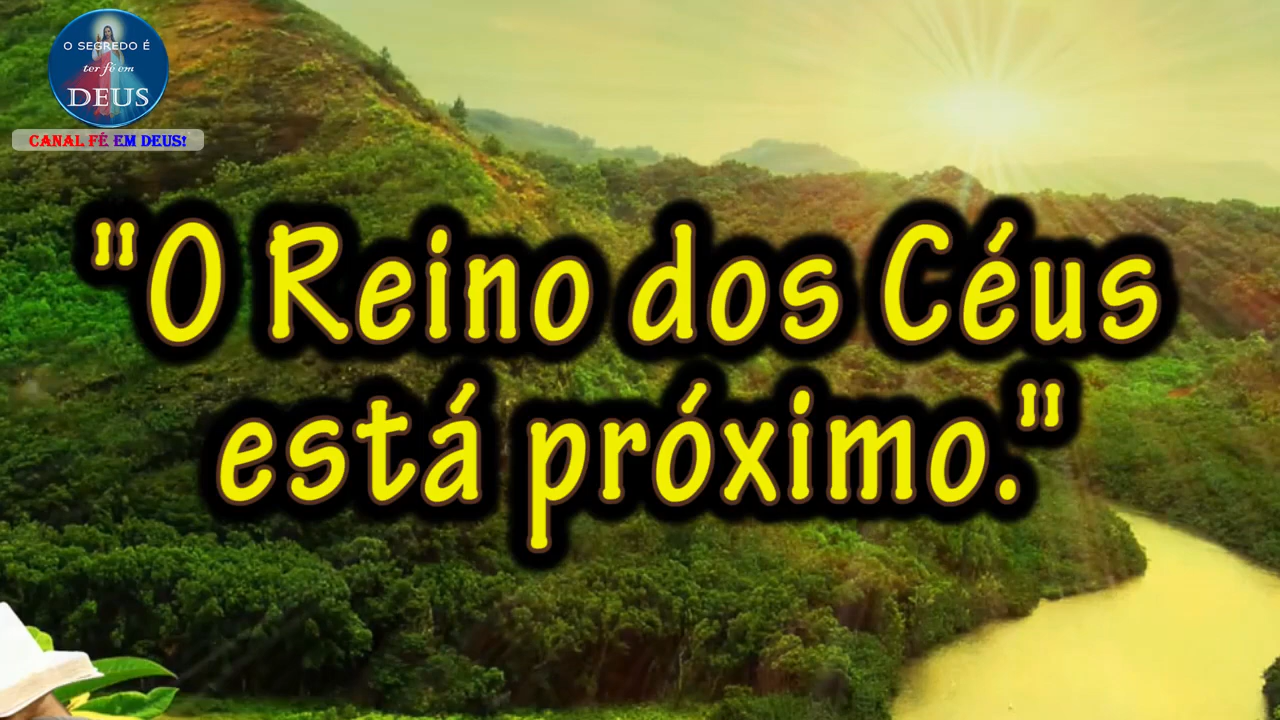 O SEGREDO É
ter fé em
DEUS
CANAL FÉ EM DEUS!
"O Reino dos Céus
está próximo."